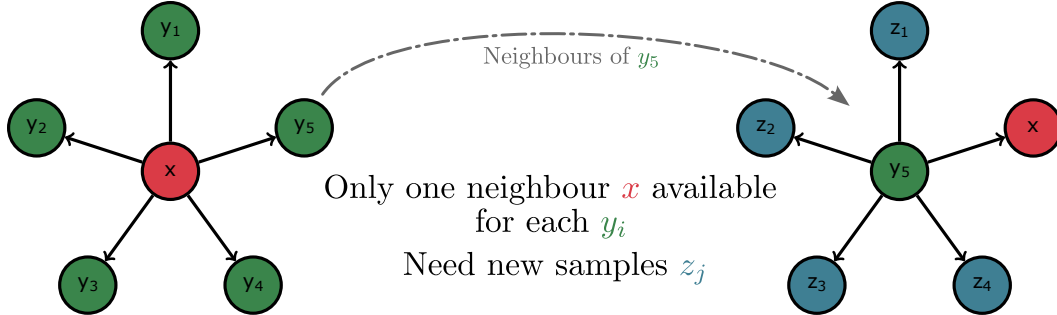 y₁
y₂
y₅
x
y₃
y₄
Neighbours of y₅
Only one neighbour x available
for each yᵢ
Need new samples zⱼ
z₁
z₂
x
y₅
z₃
z₄